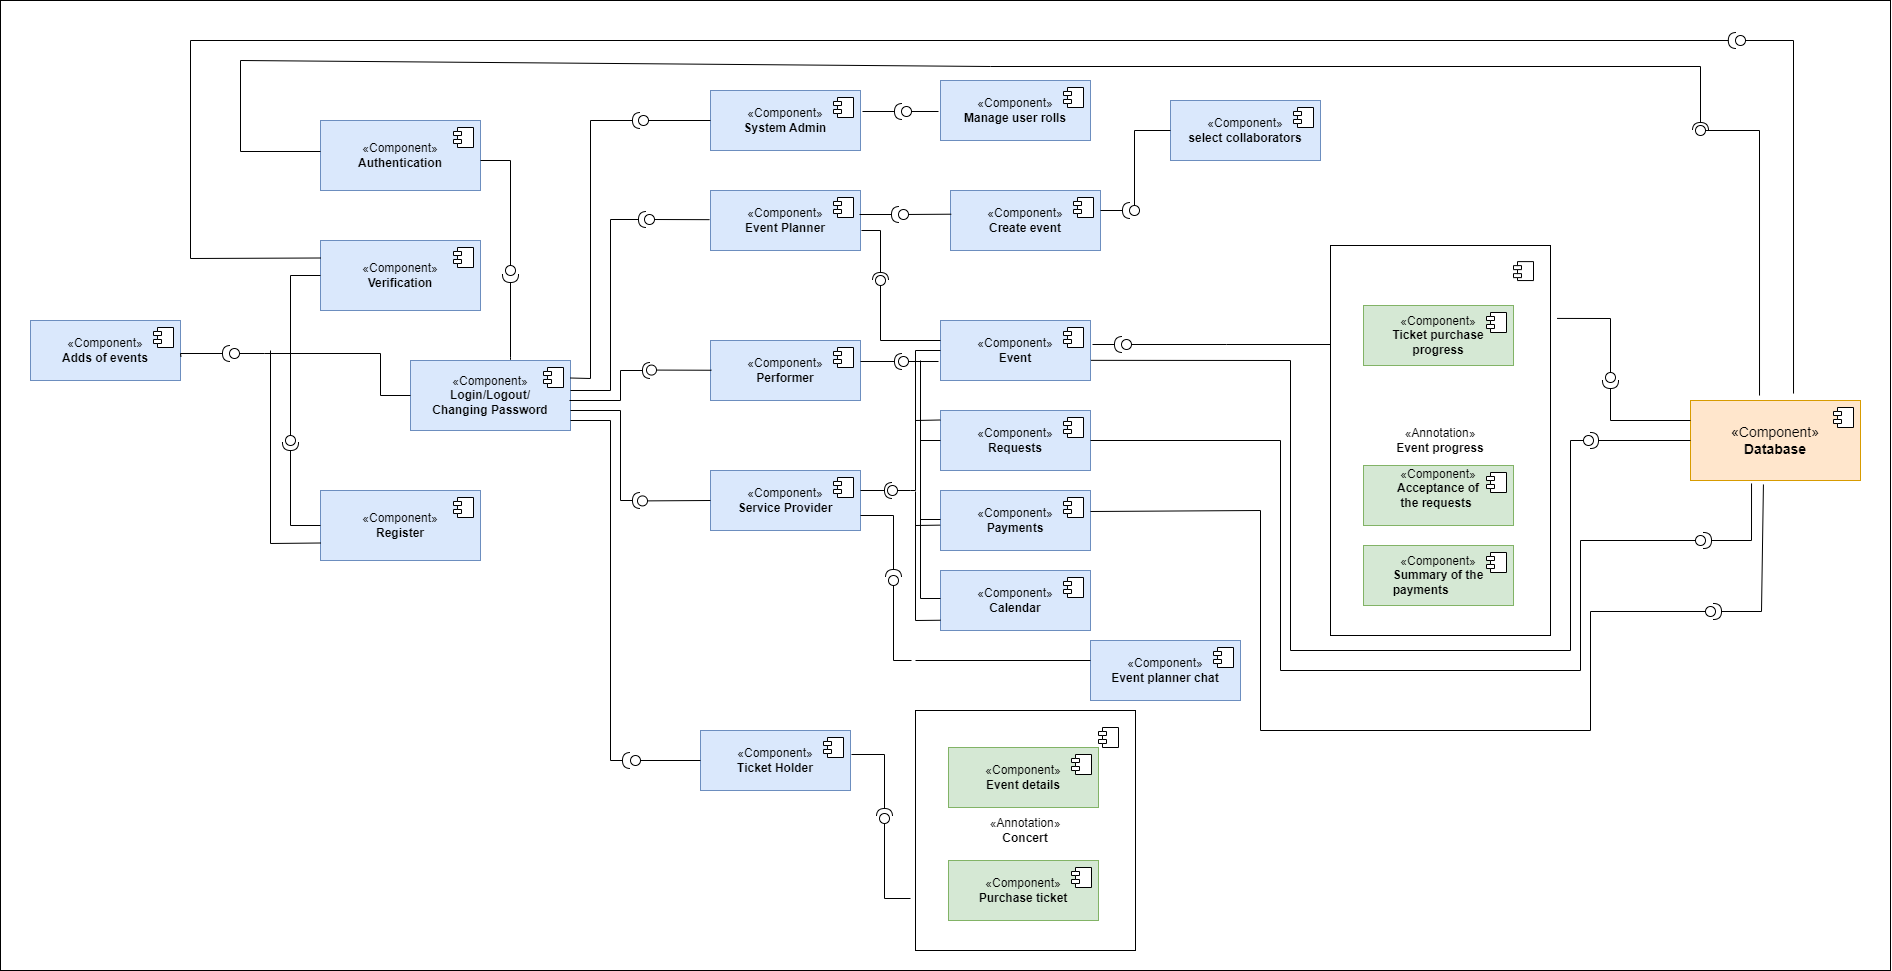 «Component»
System Admin
«Component»
Manage user rolls
«Component»
select collaborators
«Component»
Authentication
«Component»
Event Planner
«Component»
Create event
«Component»
Verification
«Component»
Adds of events
«Component»
Login/Logout/
Changing Password
«Component»
Performer
«Component»
Event
«Component»
Ticket purchase
progress
«Annotation»
Event progress
«Component»
Acceptance of
the requests
«Component»
Summary of the
payments
«Component»
Database
«Component»
Requests
«Component»
Register
«Component»
Service Provider
«Component»
Payments
«Component»
Calendar
«Component»
Event planner chat
«Component»
Ticket Holder
«Component»
Event details
«Annotation»
Concert
«Component»
Purchase ticket